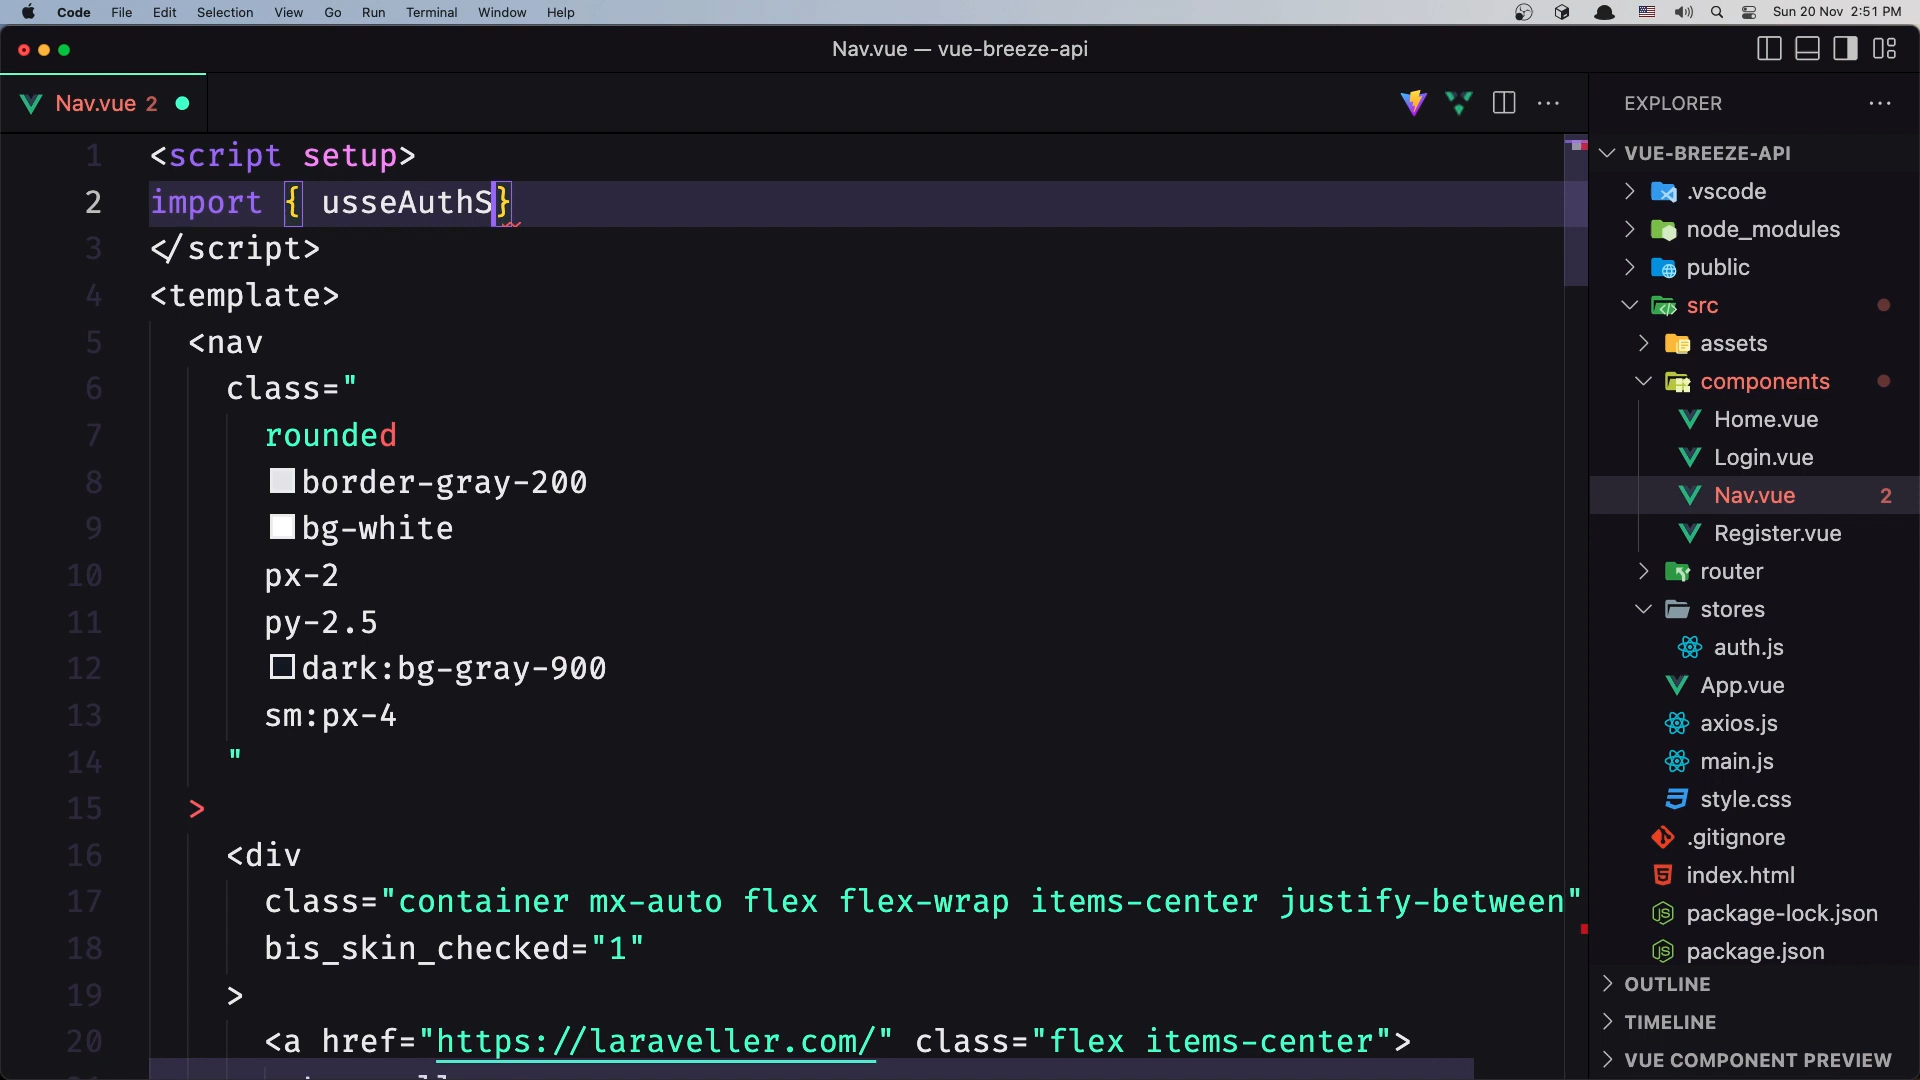 Code File Edit Selection View Go Run Terminal Window Help Sun 20 Nov 2:51 PM
Nav.vue — vue-breeze-api
Nav.vue 2
EXPLORER
1 <script setup>
2 import { usseAuthS}
3 </script>
4 <template>
5 <nav
6 class="
7 rounded
8 border-gray-200
9 bg-white
10 px-2
11 py-2.5
12 dark:bg-gray-900
13 sm:px-4
14 "
15 >
16 <div
17 class="container mx-auto flex flex-wrap items-center justify-between"
18 bis_skin_checked="1"
19 >
20 <a href="https://laraveller.com/" class="flex items-center">
VUE-BREEZE-API
.vscode
node_modules
public
src
assets
components
Home.vue
Login.vue
Nav.vue 2
Register.vue
router
stores
auth.js
App.vue
axios.js
main.js
style.css
.gitignore
index.html
package-lock.json
package.json
OUTLINE
TIMELINE
VUE COMPONENT PREVIEW